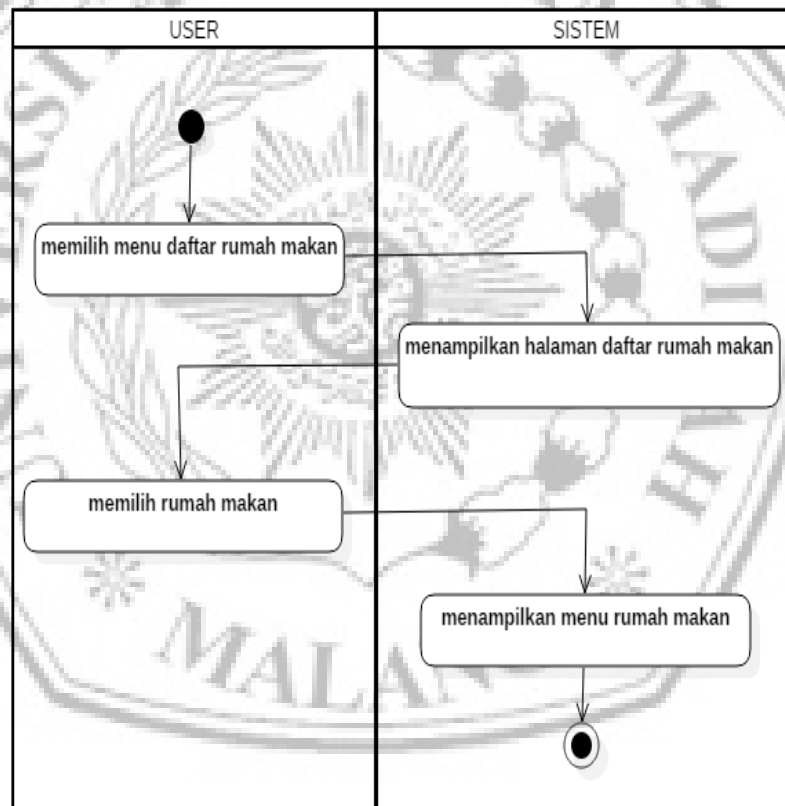 USER
SISTEM
memilih menu daftar rumah makan
menampilkan halaman daftar rumah makan
memilih rumah makan
menampilkan menu rumah makan
MALANG